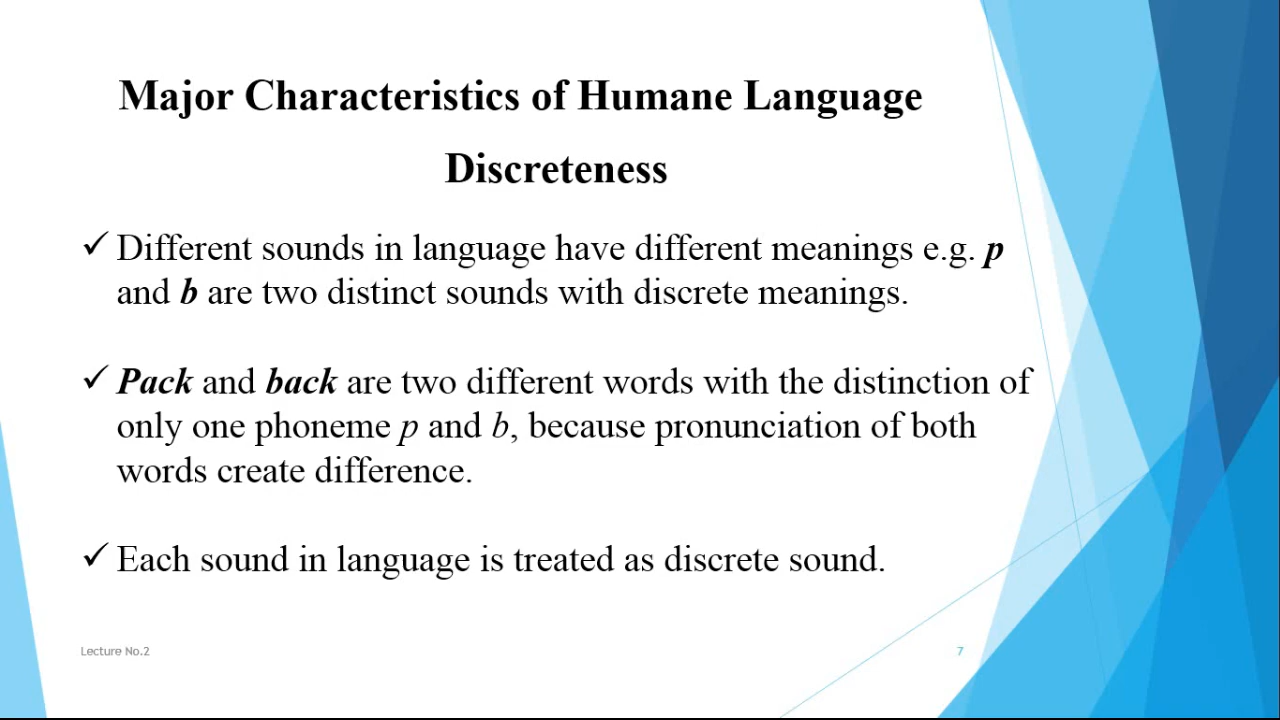 Major Characteristics of Humane Language
Discreteness
✓ Different sounds in language have different meanings e.g. p
and b are two distinct sounds with discrete meanings.
✓ Pack and back are two different words with the distinction of
only one phoneme p and b, because pronunciation of both
words create difference.
✓ Each sound in language is treated as discrete sound.
Lecture No.2
7